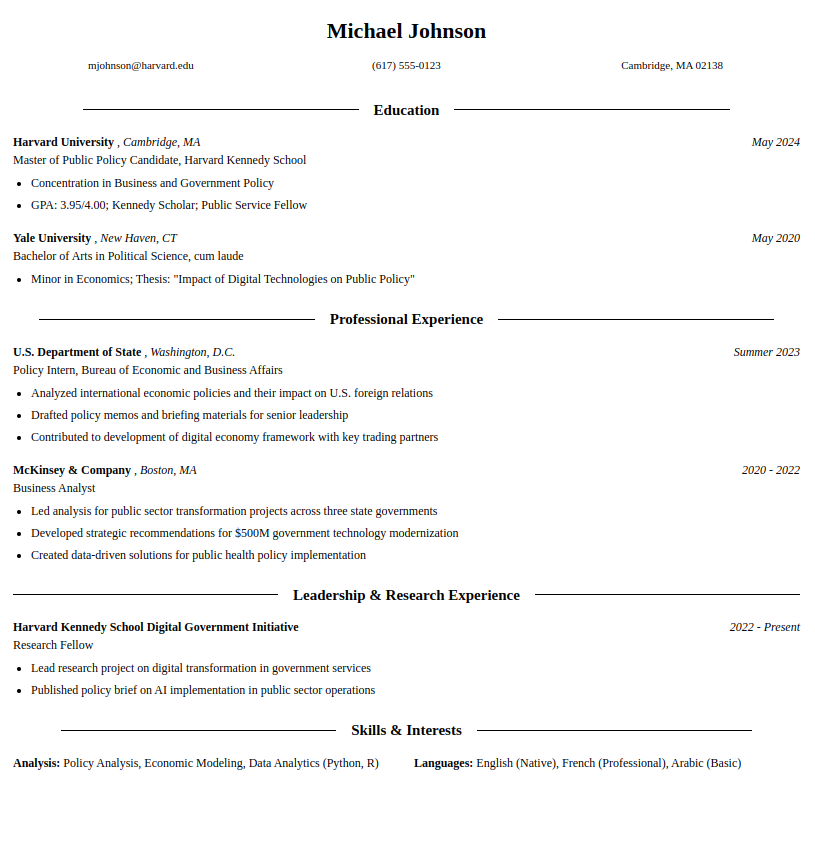 Michael Johnson
mjohnson@harvard.edu (617) 555-0123 Cambridge, MA 02138
Education
Harvard University , Cambridge, MA May 2024
Master of Public Policy Candidate, Harvard Kennedy School
• Concentration in Business and Government Policy
• GPA: 3.95/4.00; Kennedy Scholar; Public Service Fellow
Yale University , New Haven, CT May 2020
Bachelor of Arts in Political Science, cum laude
• Minor in Economics; Thesis: "Impact of Digital Technologies on Public Policy"
Professional Experience
U.S. Department of State , Washington, D.C. Summer 2023
Policy Intern, Bureau of Economic and Business Affairs
• Analyzed international economic policies and their impact on U.S. foreign relations
• Drafted policy memos and briefing materials for senior leadership
• Contributed to development of digital economy framework with key trading partners
McKinsey & Company , Boston, MA 2020 - 2022
Business Analyst
• Led analysis for public sector transformation projects across three state governments
• Developed strategic recommendations for $500M government technology modernization
• Created data-driven solutions for public health policy implementation
Leadership & Research Experience
Harvard Kennedy School Digital Government Initiative 2022 - Present
Research Fellow
• Lead research project on digital transformation in government services
• Published policy brief on AI implementation in public sector operations
Skills & Interests
Analysis: Policy Analysis, Economic Modeling, Data Analytics (Python, R) Languages: English (Native), French (Professional), Arabic (Basic)